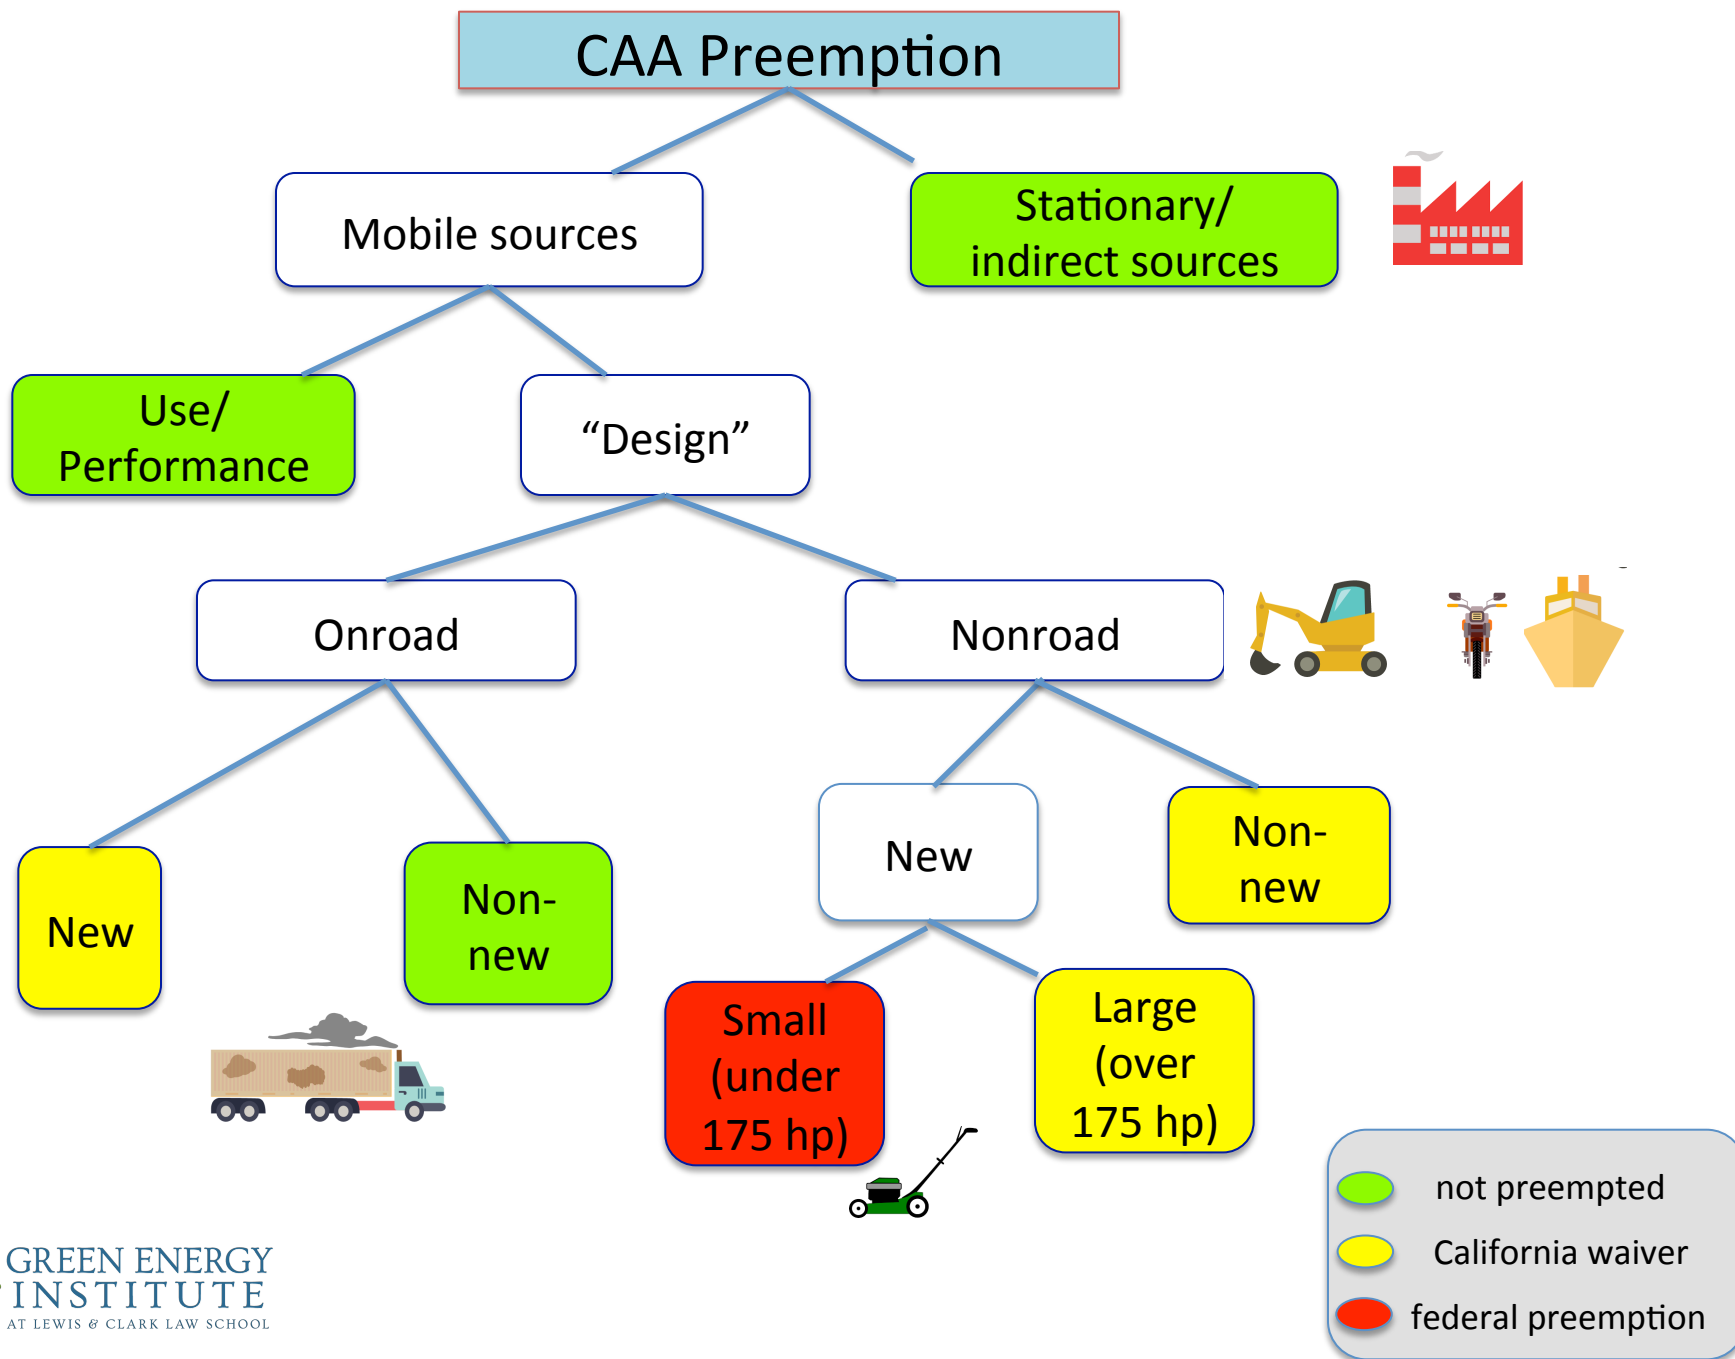 CAA Preemption
Mobile sources
Stationary/
indirect sources
Use/
Performance
“Design”
Onroad
Nonroad
New
Non-
new
New
Non-
new
Small
(under
175 hp)
Large
(over
175 hp)
not preempted
California waiver
federal preemption
GREEN ENERGY
INSTITUTE
AT LEWIS & CLARK LAW SCHOOL